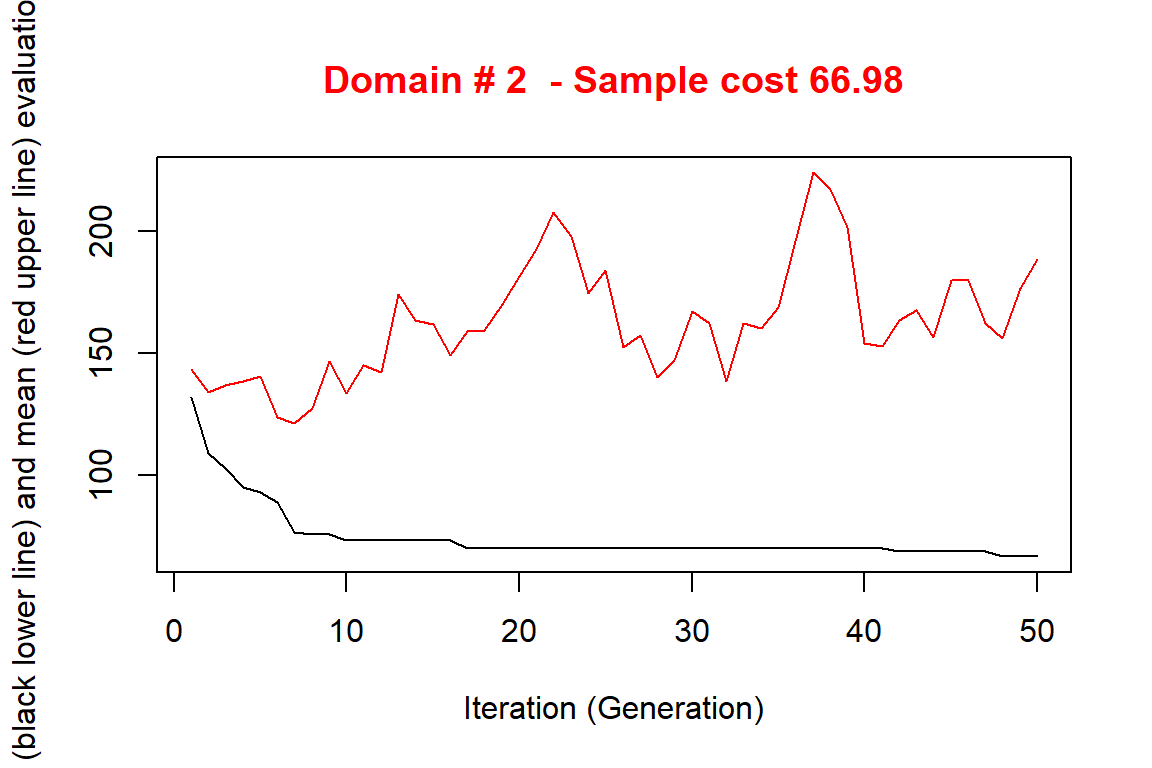 Domain # 2  - Sample cost 66.98
(black lower line) and mean (red upper line) evaluatio
200
150
100
0 10 20 30 40 50
Iteration (Generation)